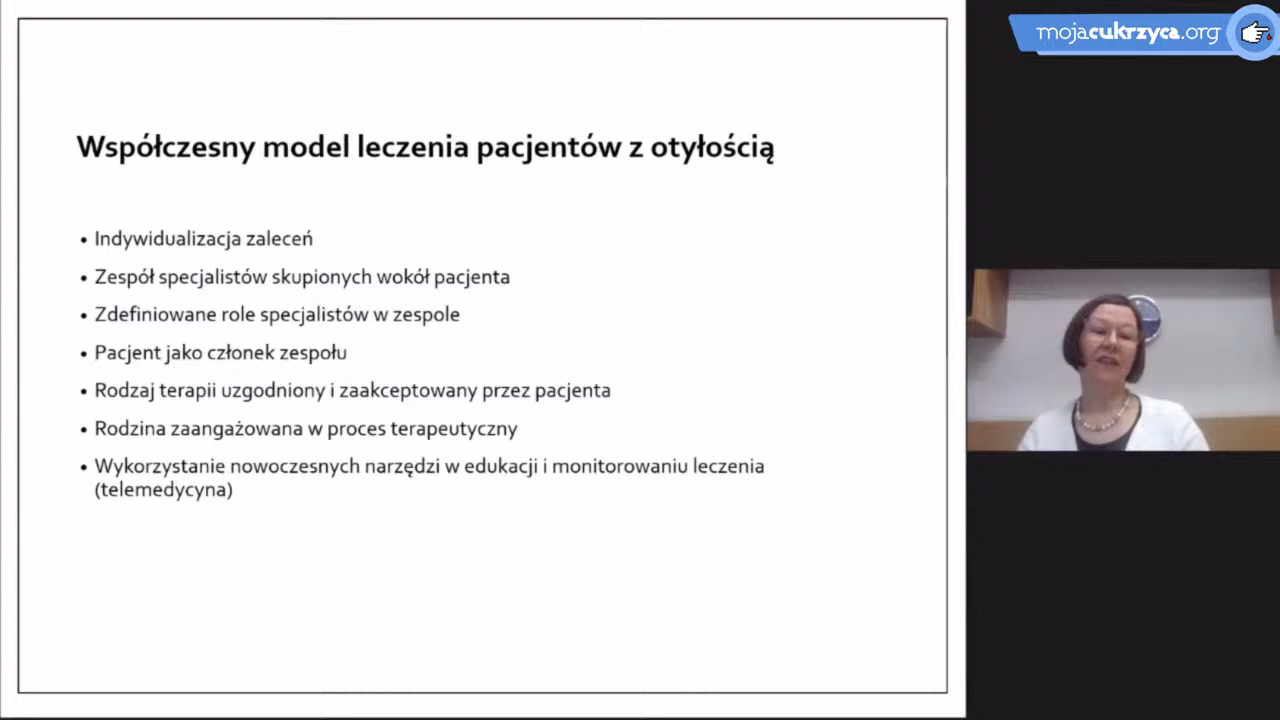 mojacukrzyca.org
Współczesny model leczenia pacjentów z otyłością
• Indywidualizacja zaleceń
• Zespół specjalistów skupionych wokół pacjenta
• Zdefiniowane role specjalistów w zespole
• Pacjent jako członek zespołu
• Rodzaj terapii uzgodniony i zaakceptowany przez pacjenta
• Rodzina zaangażowana w proces terapeutyczny
• Wykorzystanie nowoczesnych narzędzi w edukacji i monitorowaniu leczenia
(telemedycyna)